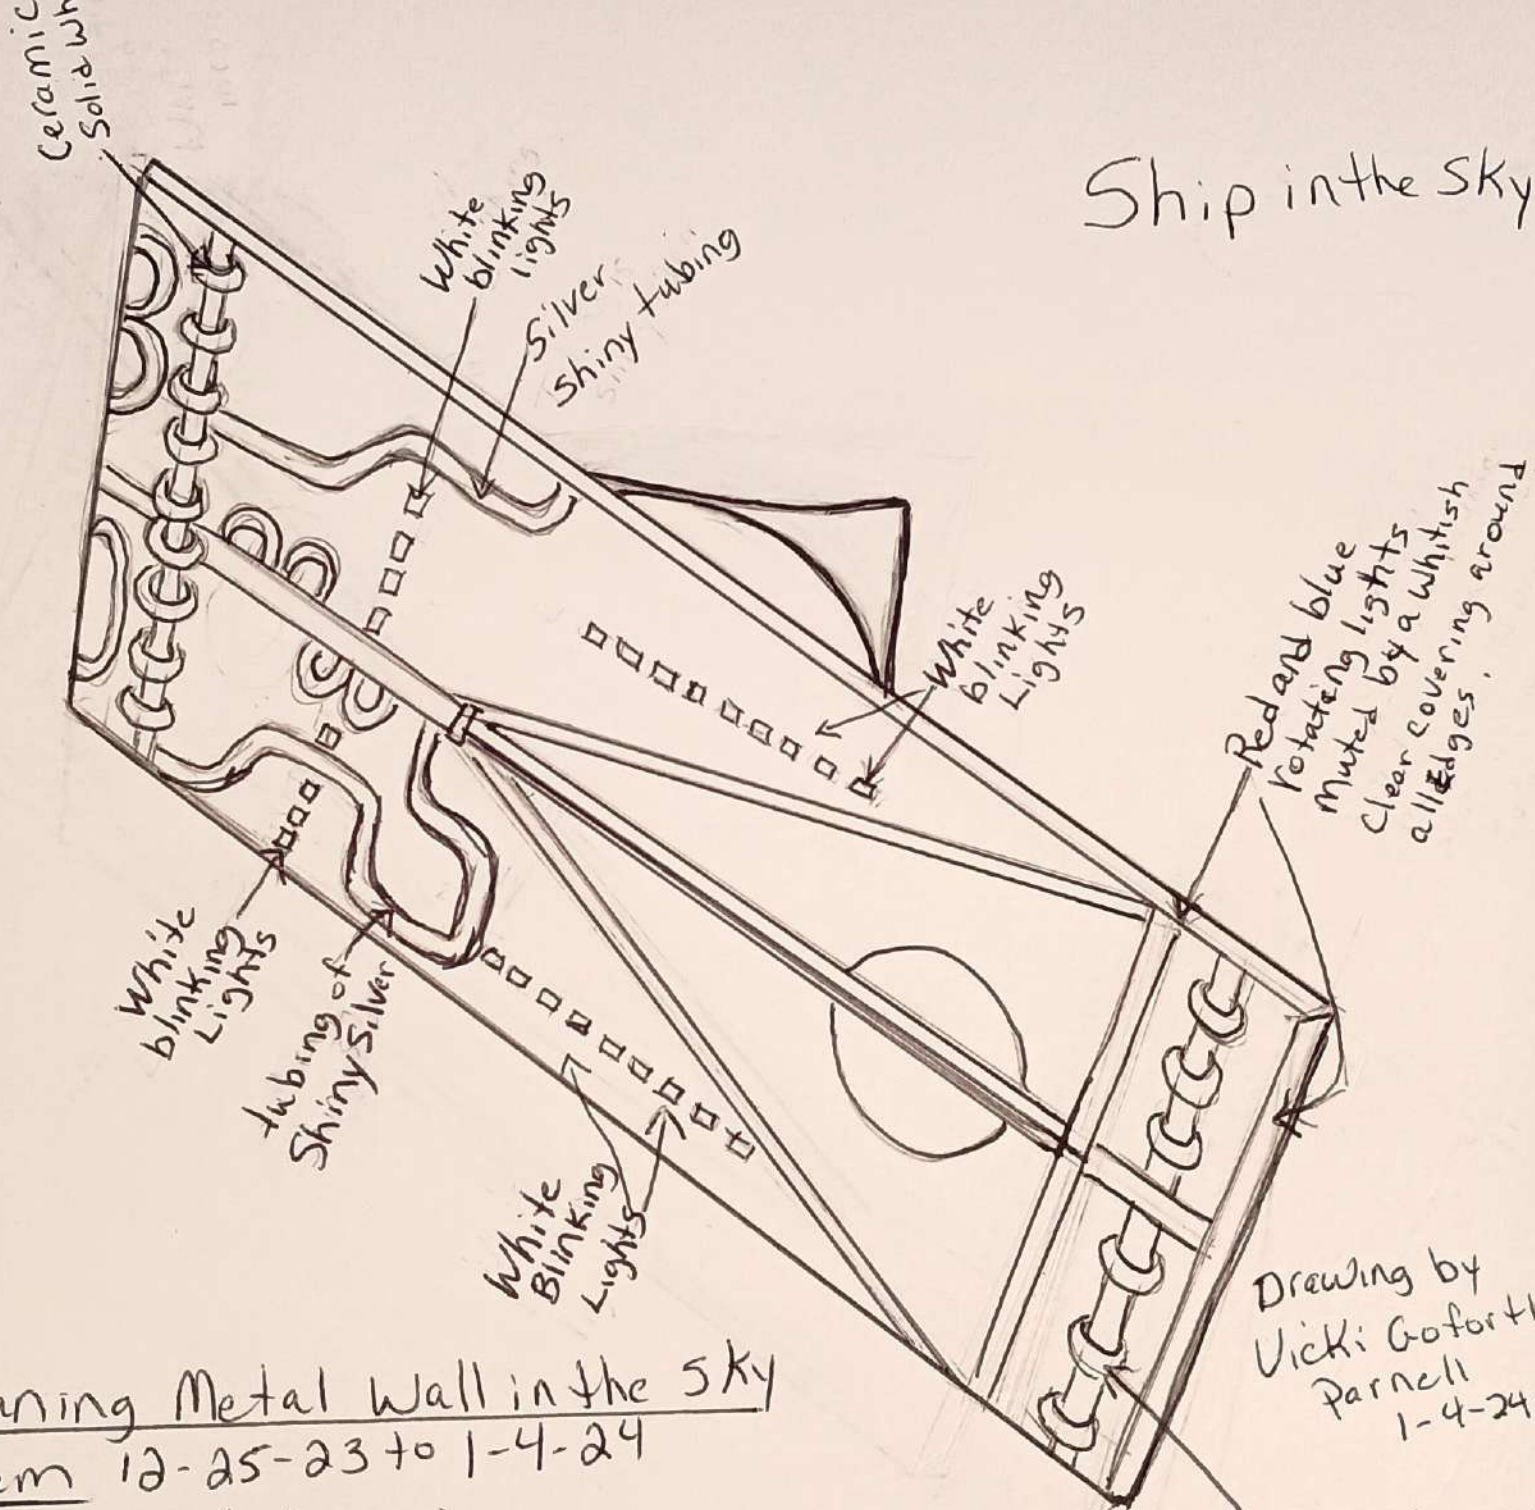 Ceramic
Solid
Ship in the Sky
White
blinking
lights
Silver
Shiny tubing
White
blinking
Lights
Red and blue
rotating lights
Muted by a whitish
Clear covering around
all Edges.
White
blinking
Lights
tubing of
Shiny Silver
White
Blinking
Lights
Drawing by
Vicki Goforth
Parnell
1-4-24
Metal Wall in the Sky
12-25-23 to 1-4-24